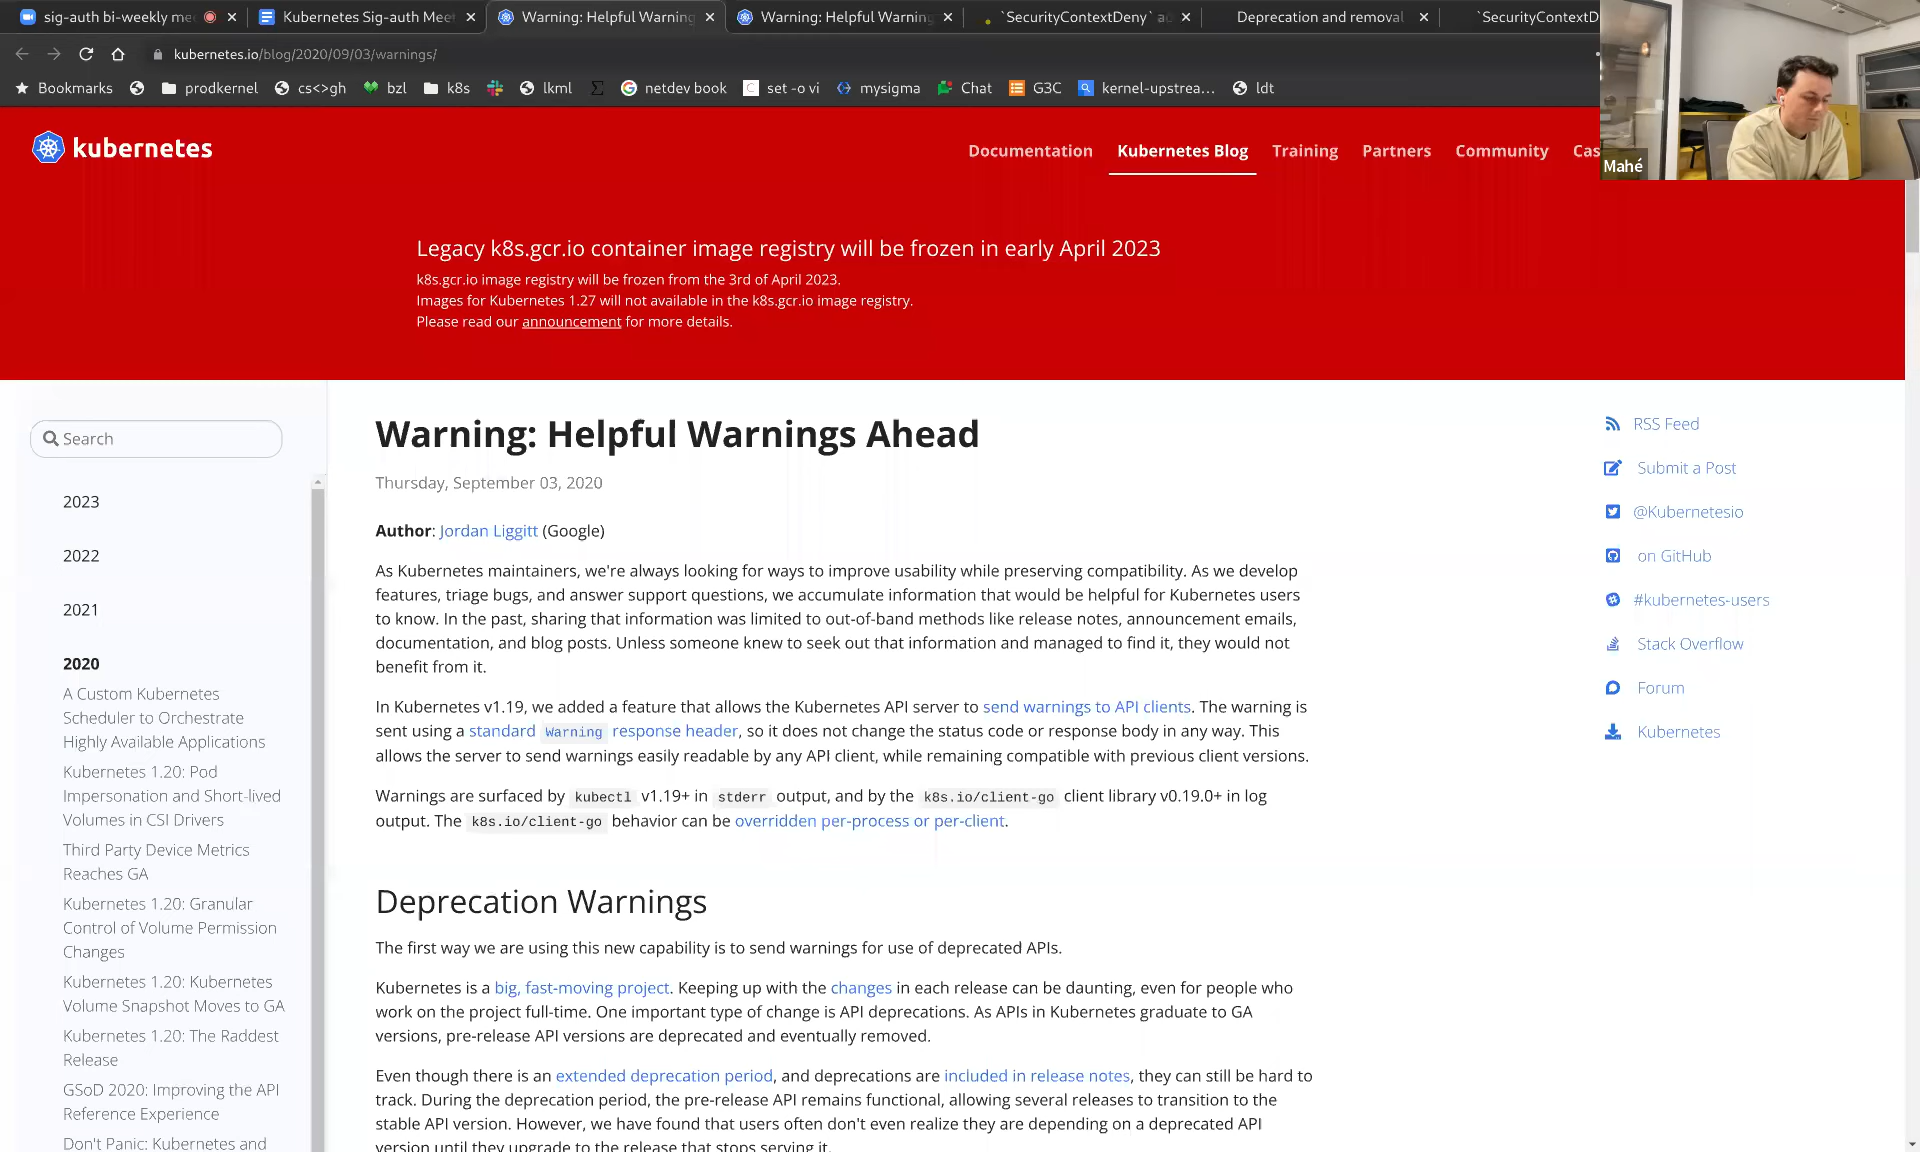 sig-auth bi-weekly me
Kubernetes Sig-auth Meet
Warning: Helpful Warning
Warning: Helpful Warning
`SecurityContextDeny` a
Deprecation and removal
`SecurityContextD
kubernetes.io/blog/2020/09/03/warnings/
Bookmarks
prodkernel
cs<>gh
bzl
k8s
lkml
netdev book
set -o vi
mysigma
Chat
G3C
kernel-upstrea...
ldt
Mahé
kubernetes
Documentation
Kubernetes Blog
Training
Partners
Community
Cas
Legacy k8s.gcr.io container image registry will be frozen in early April 2023
k8s.gcr.io image registry will be frozen from the 3rd of April 2023.
Images for Kubernetes 1.27 will not available in the k8s.gcr.io image registry.
Please read our announcement for more details.
Search
2023
2022
2021
2020
A Custom Kubernetes
Scheduler to Orchestrate
Highly Available Applications
Kubernetes 1.20: Pod
Impersonation and Short-lived
Volumes in CSI Drivers
Third Party Device Metrics
Reaches GA
Kubernetes 1.20: Granular
Control of Volume Permission
Changes
Kubernetes 1.20: Kubernetes
Volume Snapshot Moves to GA
Kubernetes 1.20: The Raddest
Release
GSoD 2020: Improving the API
Reference Experience
Don't Panic: Kubernetes and
Warning: Helpful Warnings Ahead
Thursday, September 03, 2020
Author: Jordan Liggitt (Google)
As Kubernetes maintainers, we're always looking for ways to improve usability while preserving compatibility. As we develop
features, triage bugs, and answer support questions, we accumulate information that would be helpful for Kubernetes users
to know. In the past, sharing that information was limited to out-of-band methods like release notes, announcement emails,
documentation, and blog posts. Unless someone knew to seek out that information and managed to find it, they would not
benefit from it.
In Kubernetes v1.19, we added a feature that allows the Kubernetes API server to send warnings to API clients. The warning is
sent using a standard Warning response header, so it does not change the status code or response body in any way. This
allows the server to send warnings easily readable by any API client, while remaining compatible with previous client versions.
Warnings are surfaced by kubectl v1.19+ in stderr output, and by the k8s.io/client-go client library v0.19.0+ in log
output. The k8s.io/client-go behavior can be overridden per-process or per-client.
Deprecation Warnings
The first way we are using this new capability is to send warnings for use of deprecated APIs.
Kubernetes is a big, fast-moving project. Keeping up with the changes in each release can be daunting, even for people who
work on the project full-time. One important type of change is API deprecations. As APIs in Kubernetes graduate to GA
versions, pre-release API versions are deprecated and eventually removed.
Even though there is an extended deprecation period, and deprecations are included in release notes, they can still be hard to
track. During the deprecation period, the pre-release API remains functional, allowing several releases to transition to the
stable API version. However, we have found that users often don't even realize they are depending on a deprecated API
version until they upgrade to the release that stops serving it.
RSS Feed
Submit a Post
@Kubernetesio
on GitHub
#kubernetes-users
Stack Overflow
Forum
Kubernetes